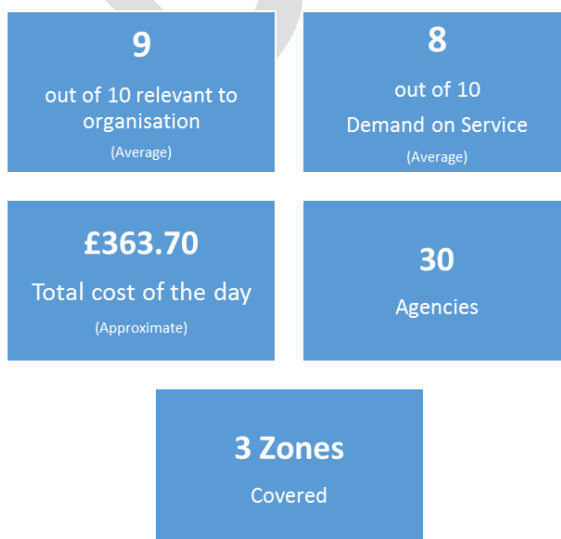 9
out of 10 relevant to
organisation
(Average)
8
out of 10
Demand on Service
(Average)
£363.70
Total cost of the day
(Approximate)
30
Agencies
3 Zones
Covered